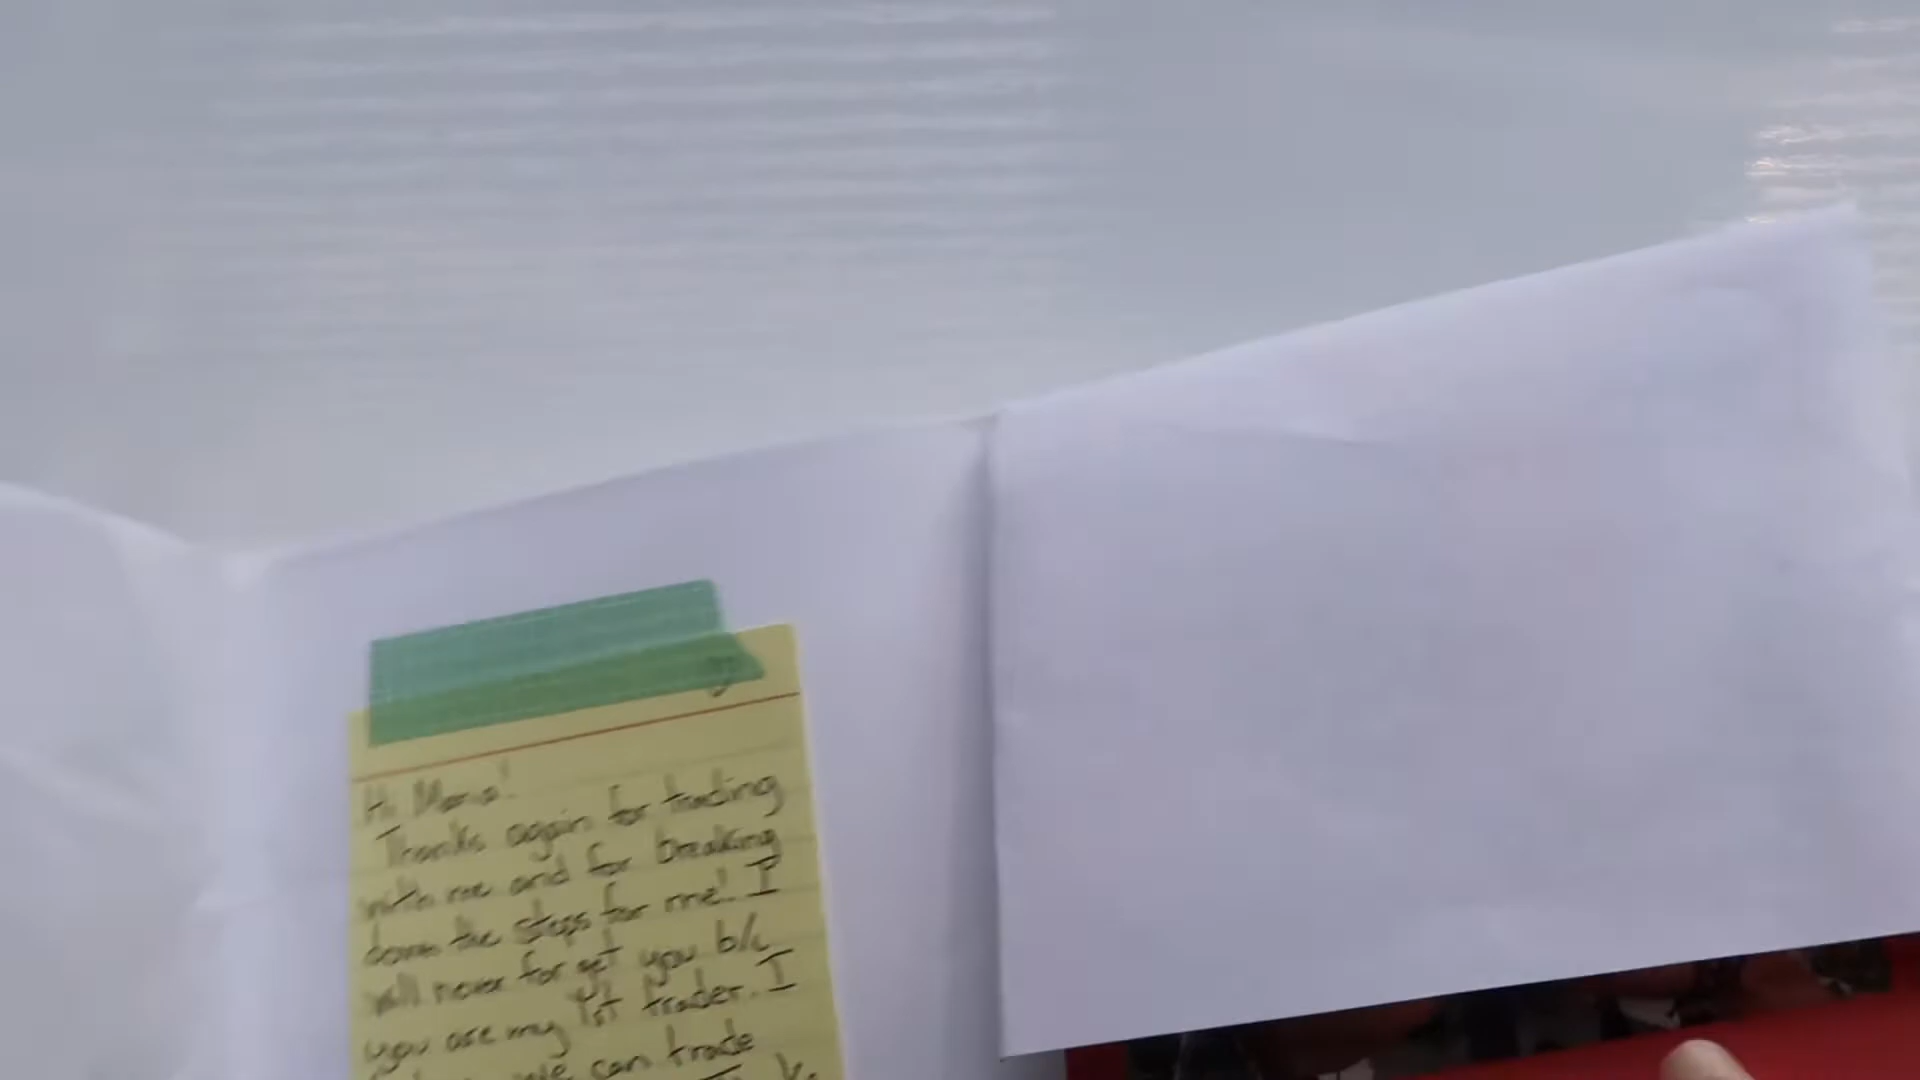 Hi Maria!
Thanks again for trading
with me and for breaking
down the steps for me! I
will never forget you b/c
you are my 1st trader. I
we can trade